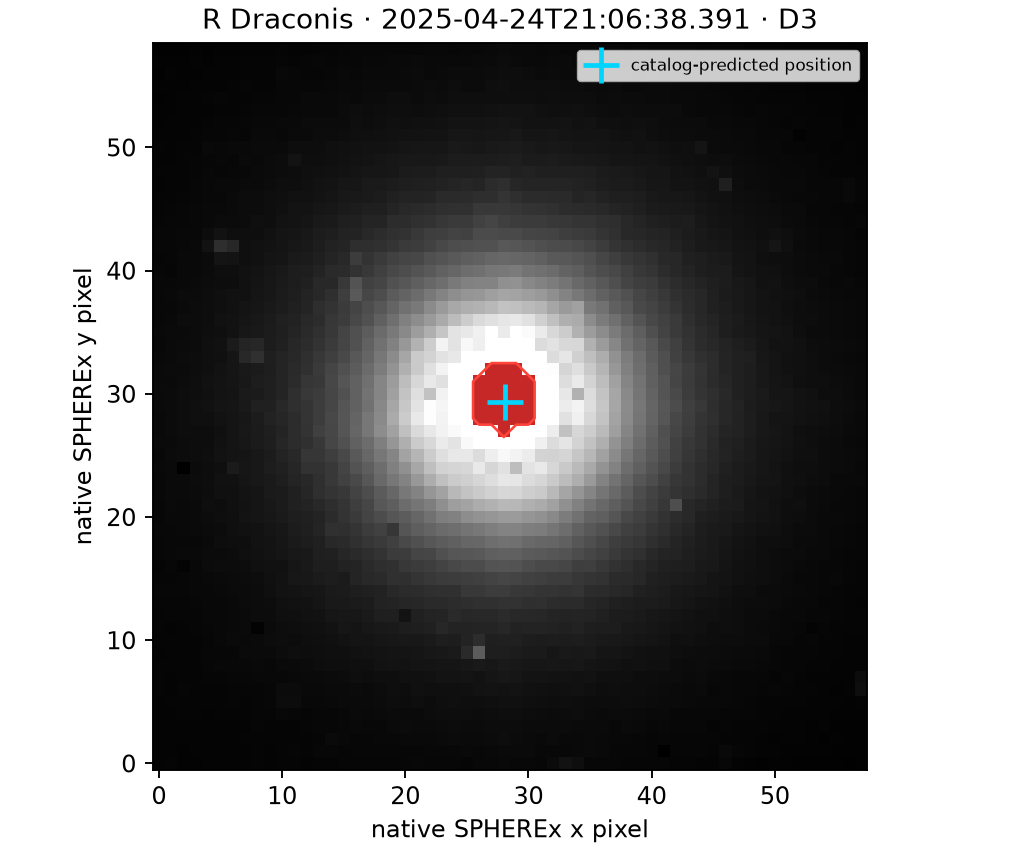 R Draconis · 2025-04-24T21:06:38.391 · D3
catalog-predicted position
native SPHEREx y pixel
50
40
30
20
10
0
0 10 20 30 40 50
native SPHEREx x pixel